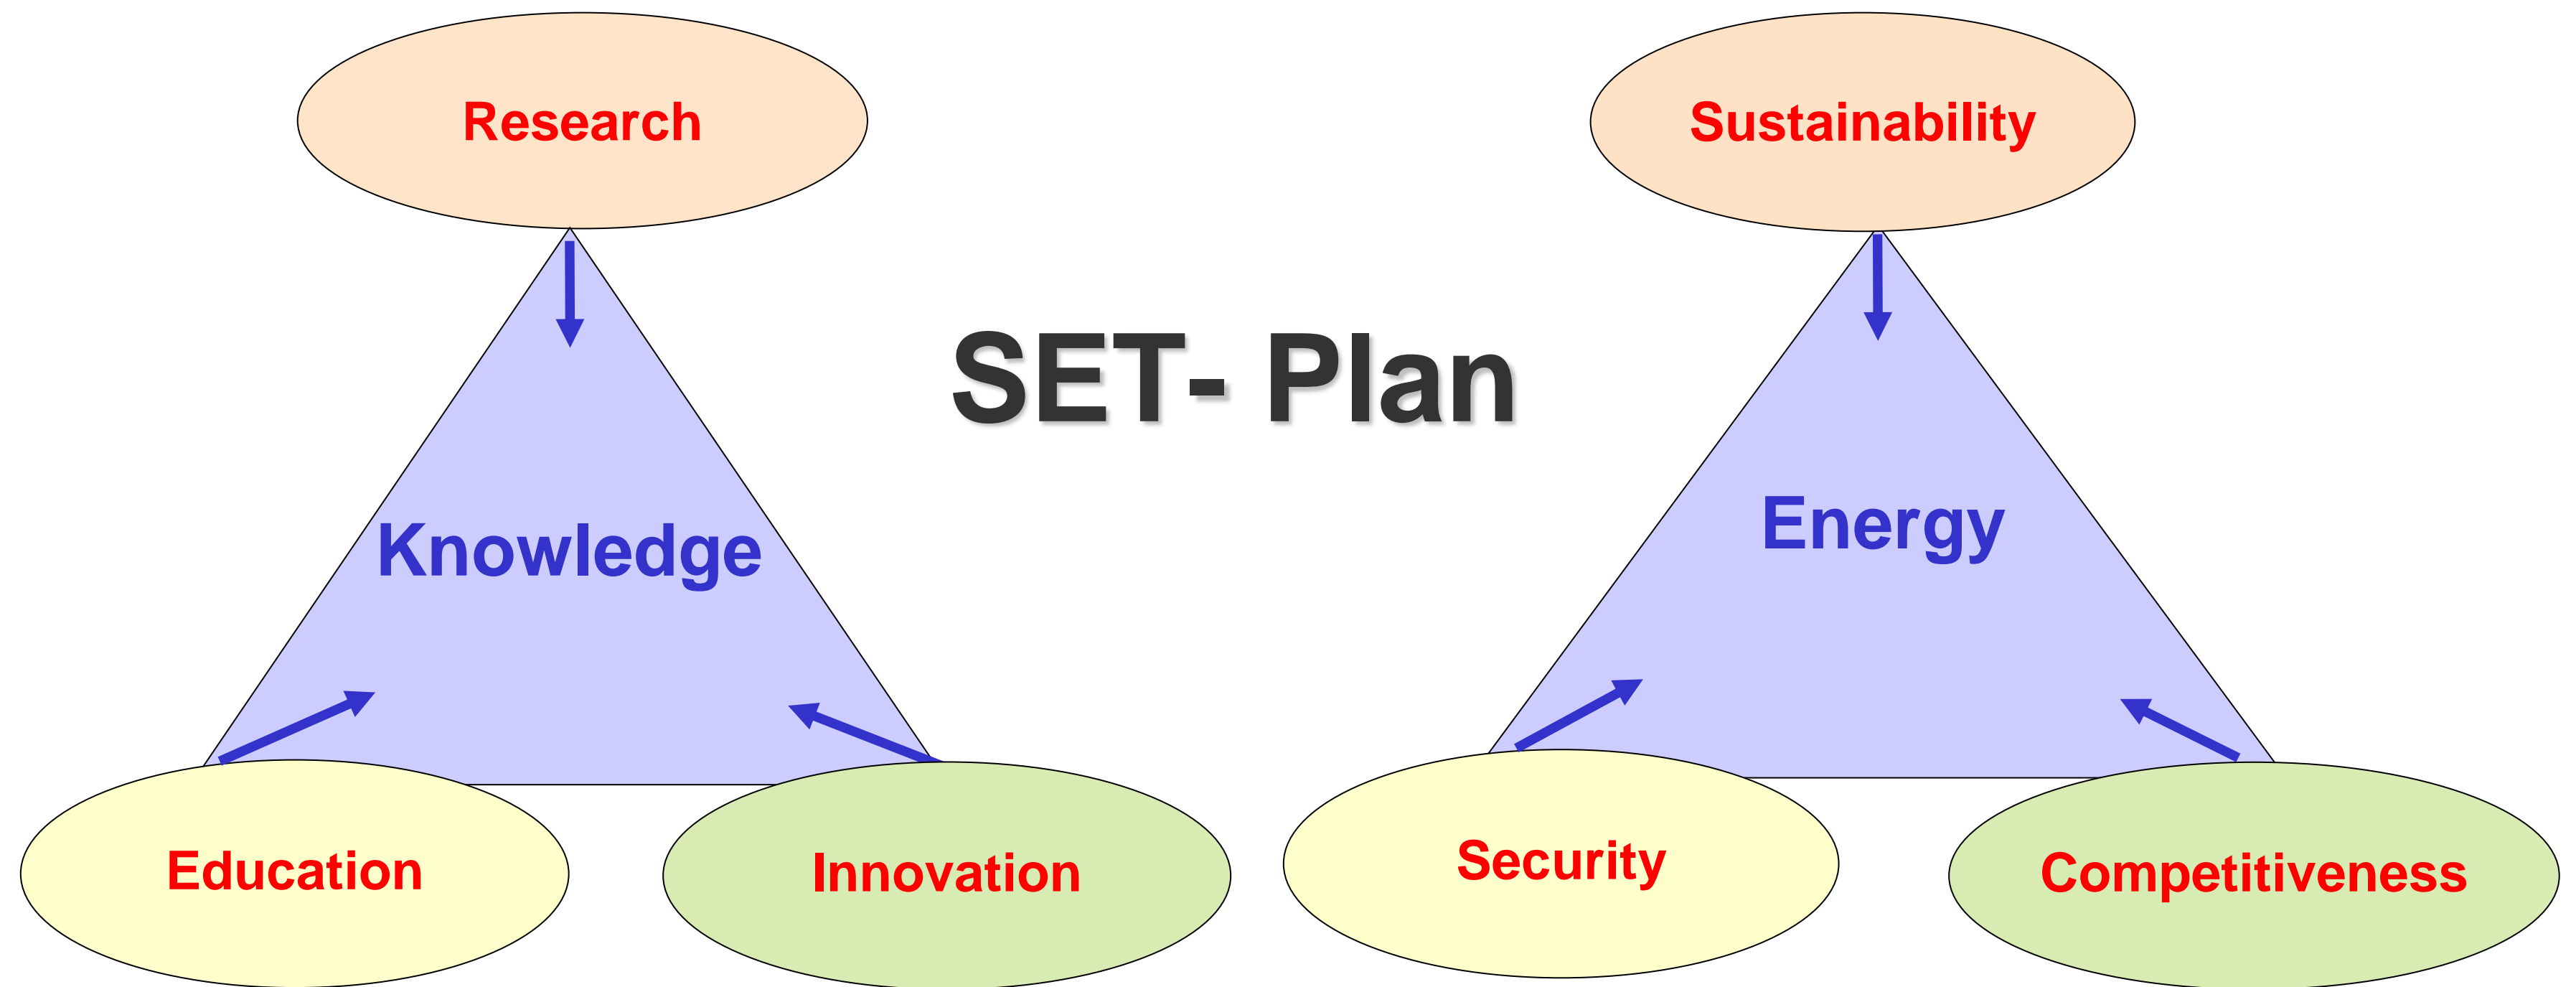 Research
Sustainability
SET- Plan
Knowledge
Energy
Education
Innovation
Security
Competitiveness